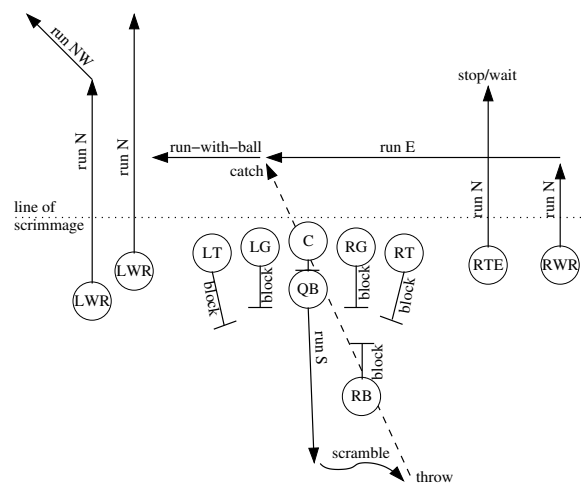 run NW
stop/wait
run N
run N
run−with−ball
run E
catch
run N
run N
line of
scrimmage
C
LT
LG
RG
RT
LWR
RTE
RWR
LWR
QB
block
block
block
block
run S
block
RB
scramble
throw